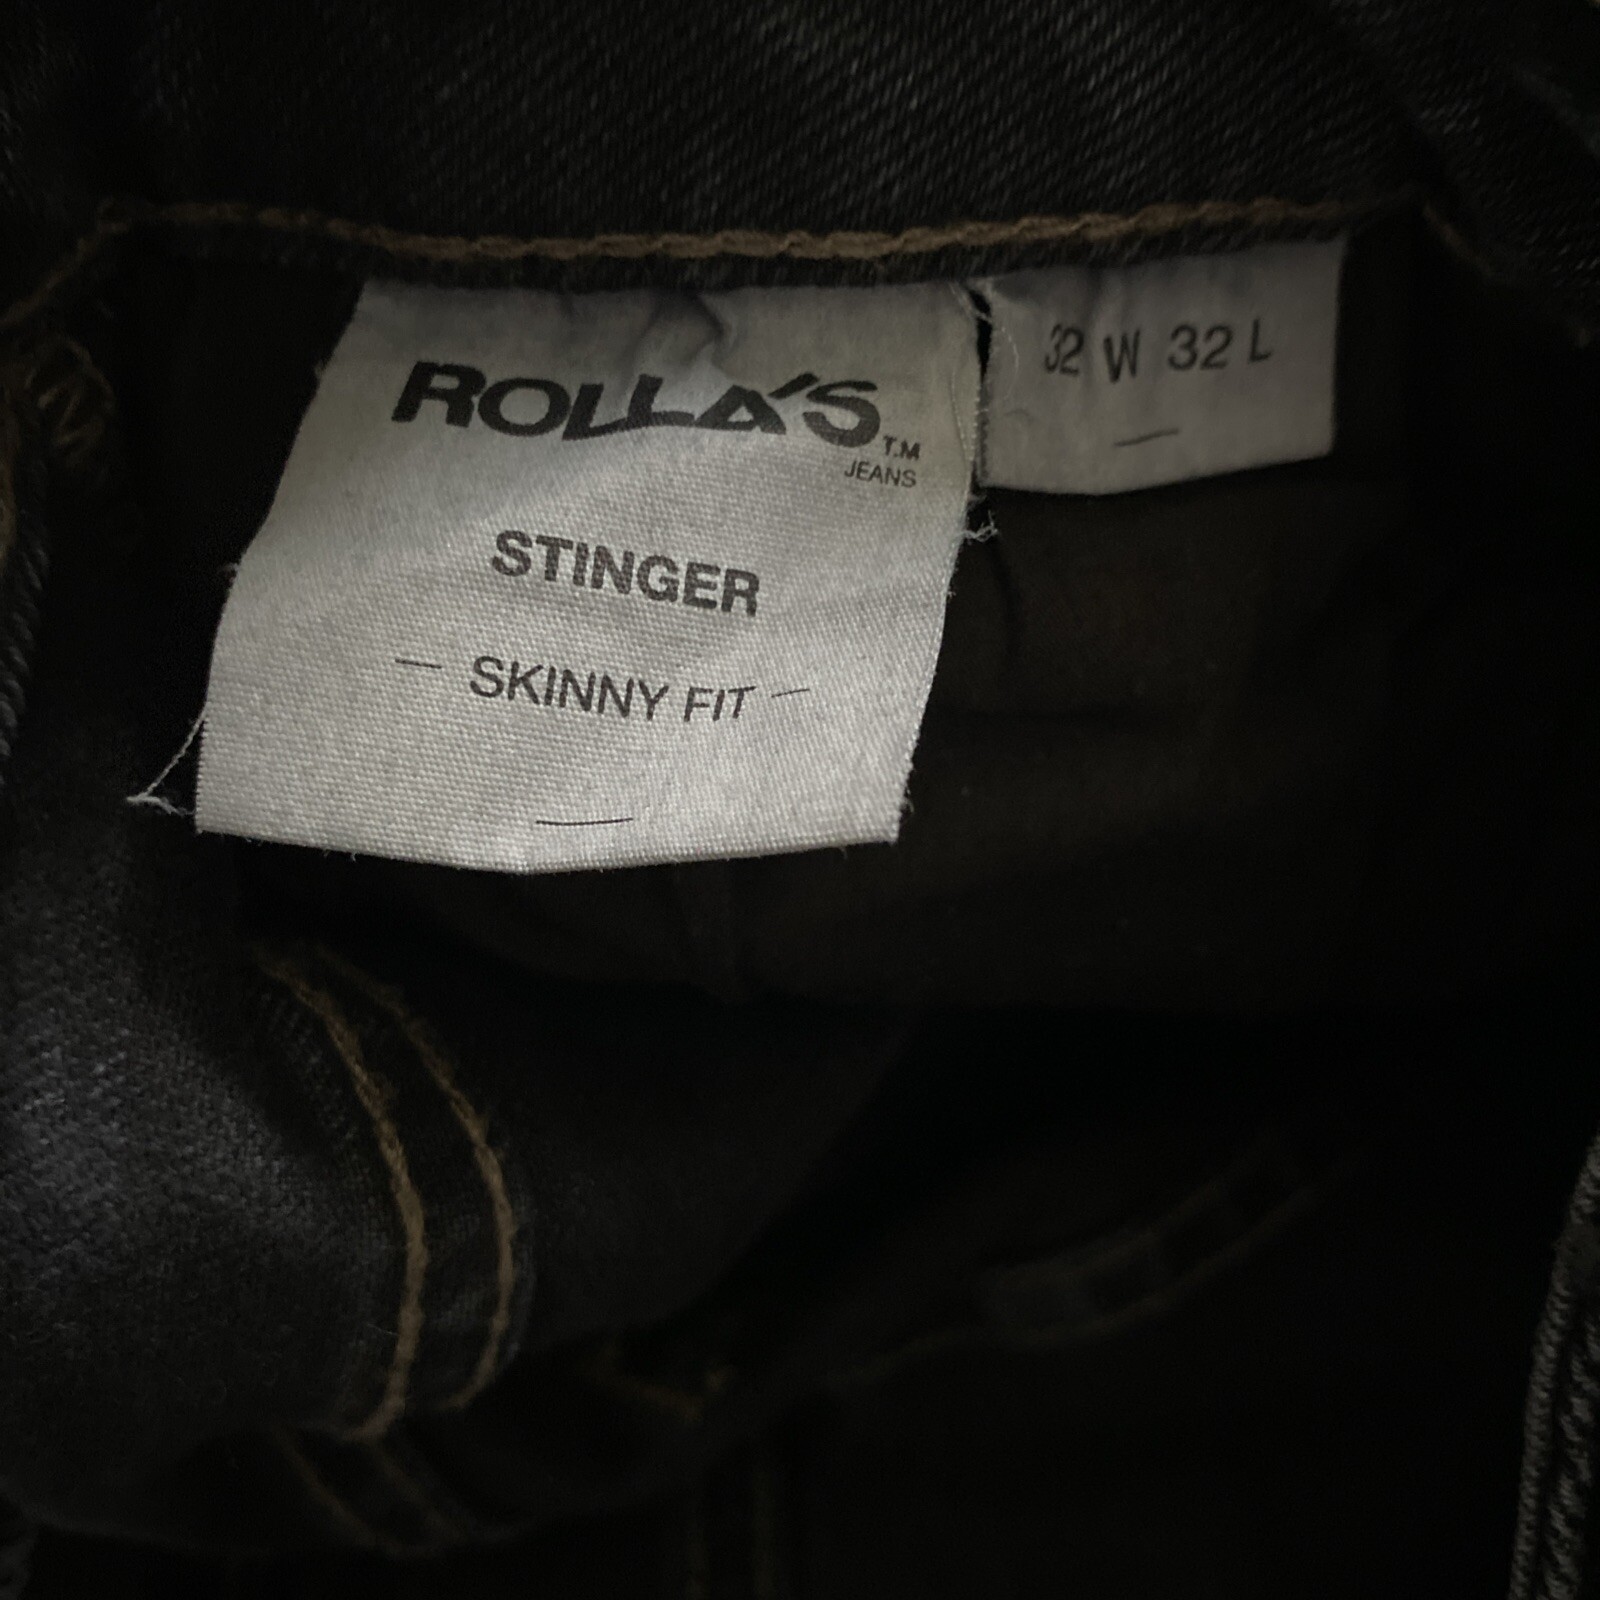 ROLLA'S T.M
JEANS
STINGER
— SKINNY FIT —
32 W 32 L